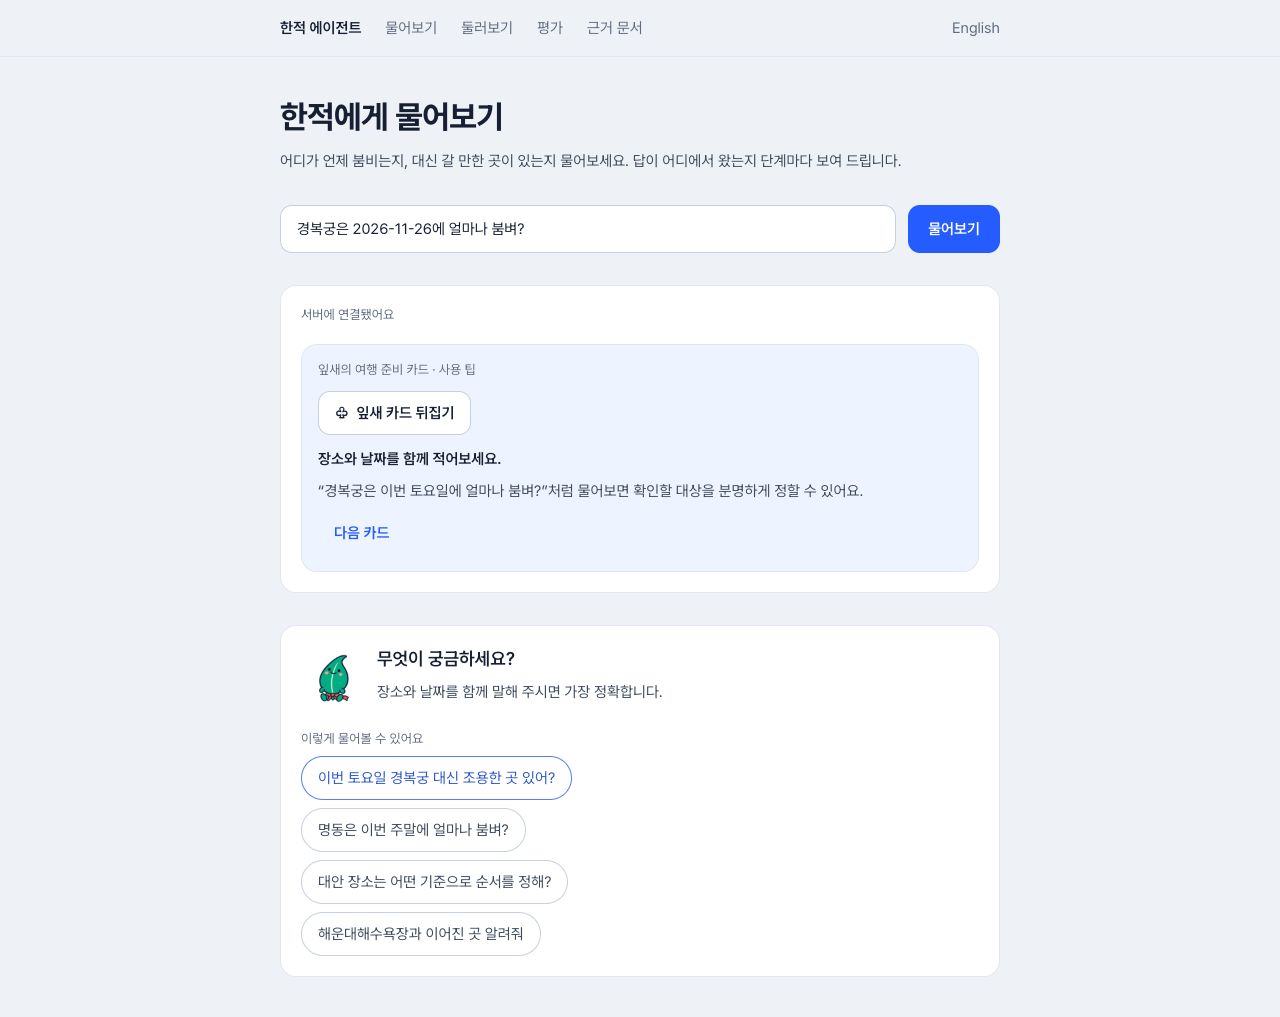 한적 에이전트 물어보기 둘러보기 평가 근거 문서 English
한적에게 물어보기
어디가 언제 붐비는지, 대신 갈 만한 곳이 있는지 물어보세요. 답이 어디에서 왔는지 단계마다 보여 드립니다.
경복궁은 2026-11-26에 얼마나 붐벼? 물어보기
서버에 연결됐어요
잎새의 여행 준비 카드 · 사용 팁
잎새 카드 뒤집기
장소와 날짜를 함께 적어보세요.
“경복궁은 이번 토요일에 얼마나 붐벼?”처럼 물어보면 확인할 대상을 분명하게 정할 수 있어요.
다음 카드
무엇이 궁금하세요?
장소와 날짜를 함께 말해 주시면 가장 정확합니다.
이렇게 물어볼 수 있어요
이번 토요일 경복궁 대신 조용한 곳 있어?
명동은 이번 주말에 얼마나 붐벼?
대안 장소는 어떤 기준으로 순서를 정해?
해운대해수욕장과 이어진 곳 알려줘